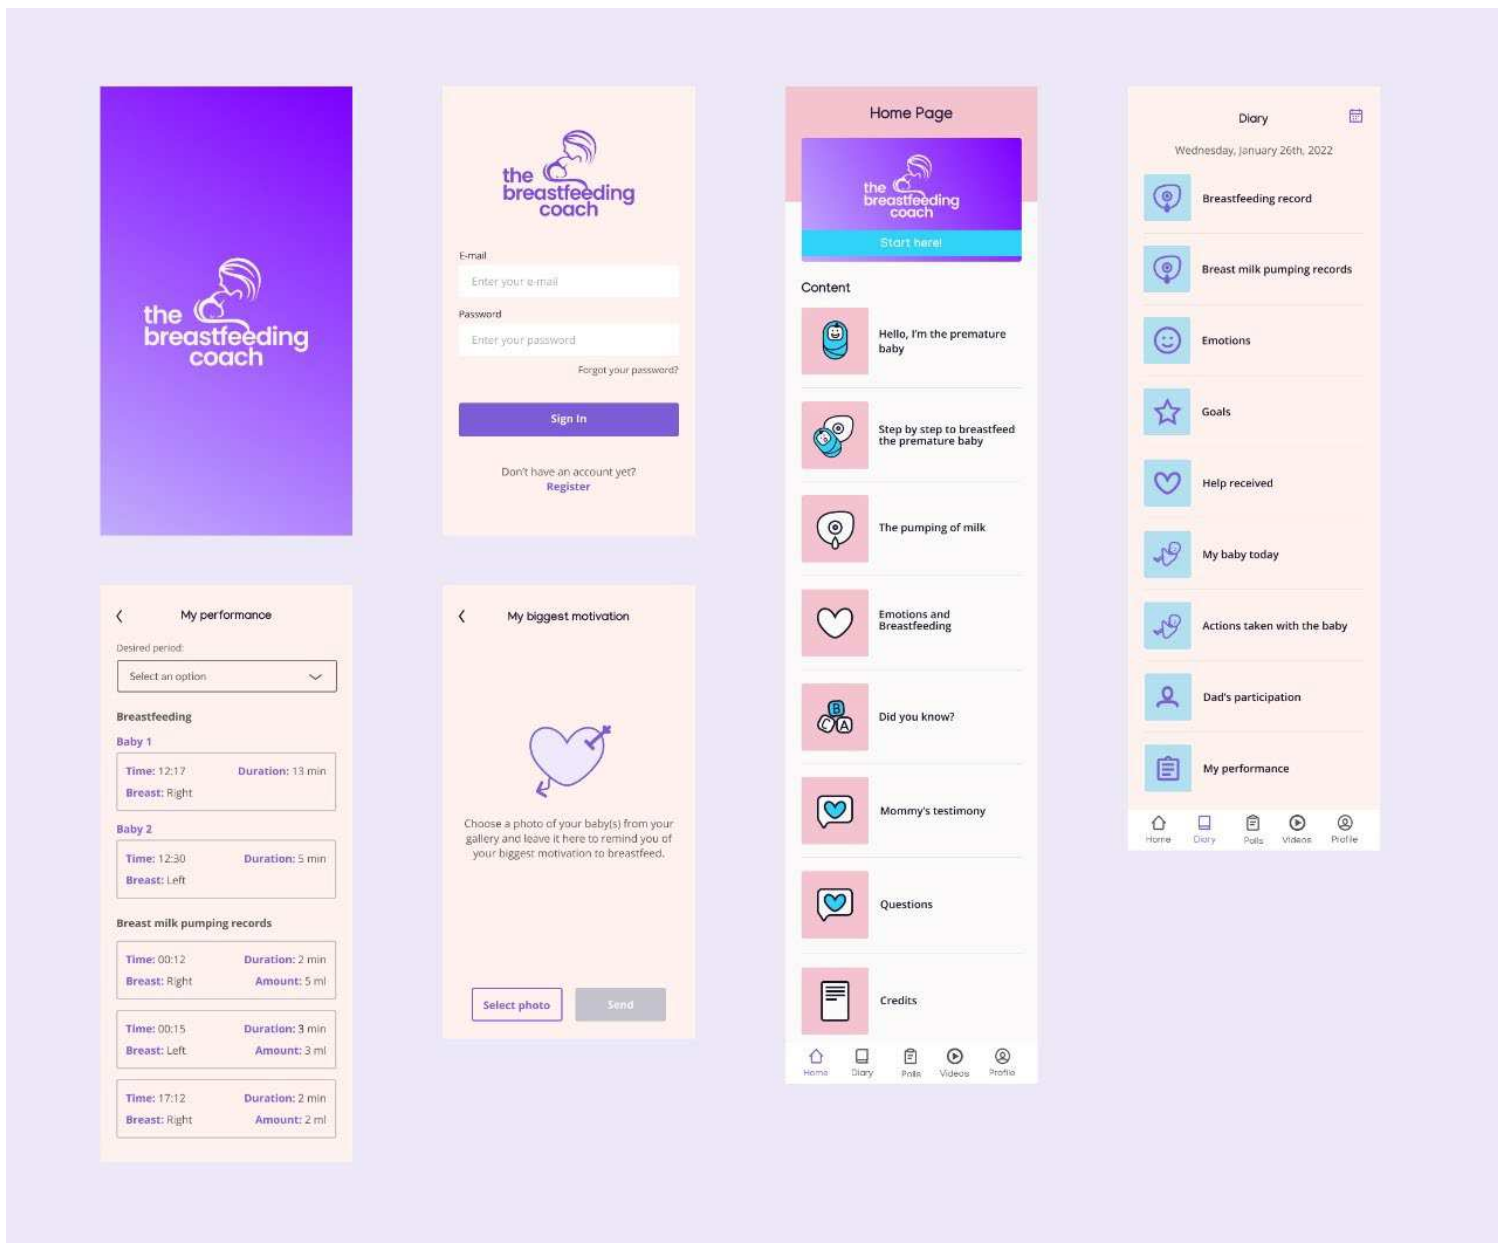 the
breastfeeding
coach
the
breastfeeding
coach
E-mail
Enter your e-mail
Password
Enter your password
Forgot your password?
Sign In
Don't have an account yet?
Register
Home Page
the
breastfeeding
coach
Start here!
Content
Hello, I'm the premature
baby
Step by step to breastfeed
the premature baby
The pumping of milk
Emotions and
Breastfeeding
B
C A
Did you know?
Mommy's testimony
Questions
Credits
Home Diary Polls Videos Profile
Diary
Wednesday, January 26th, 2022
Breastfeeding record
Breast milk pumping records
Emotions
Goals
Help received
My baby today
Actions taken with the baby
Dad's participation
My performance
Home Diary Polls Videos Profile
My performance
Desired period:
Select an option
Breastfeeding
Baby 1
Time: 12:17 Duration: 13 min
Breast: Right
Baby 2
Time: 12:30 Duration: 5 min
Breast: Left
Breast milk pumping records
Time: 00:12 Duration: 2 min
Breast: Right Amount: 5 ml
Time: 00:15 Duration: 3 min
Breast: Left Amount: 3 ml
Time: 17:12 Duration: 2 min
Breast: Right Amount: 2 ml
My biggest motivation
Choose a photo of your baby(s) from your
gallery and leave it here to remind you of
your biggest motivation to breastfeed.
Select photo Send